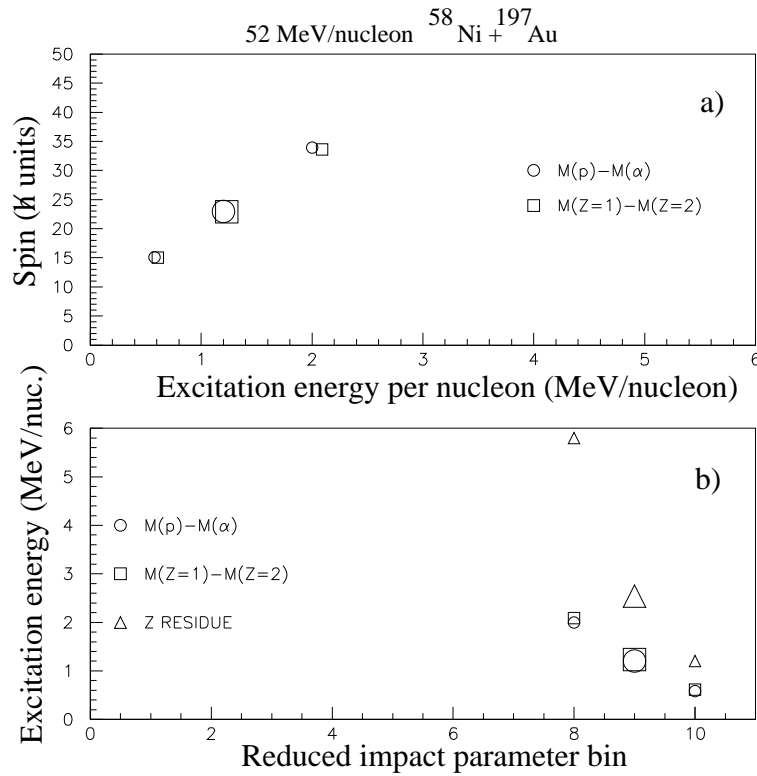 52 MeV/nucleon ⁵⁸Ni + ¹⁹⁷Au
50
45
40
35
30
25
20
15
10
5
0
Spin (ℏ units)
a)
M(p)−M(α)
M(Z=1)−M(Z=2)
0 1 2 3 4 5 6
Excitation energy per nucleon (MeV/nucleon)
6
5
4
3
2
1
0
Excitation energy (MeV/nuc.)
b)
M(p)−M(α)
M(Z=1)−M(Z=2)
Z RESIDUE
0 2 4 6 8 10
Reduced impact parameter bin